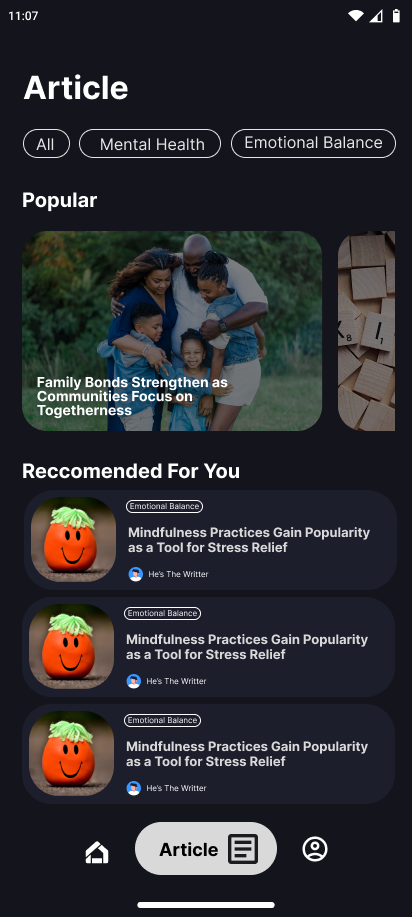 11:07
Article
All
Mental Health
Emotional Balance
Popular
Family Bonds Strengthen as
Communities Focus on
Togetherness
K
8
I
1
Reccomended For You
Emotional Balance
Mindfulness Practices Gain Popularity
as a Tool for Stress Relief
He's The Writter
Emotional Balance
Mindfulness Practices Gain Popularity
as a Tool for Stress Relief
He's The Writter
Emotional Balance
Mindfulness Practices Gain Popularity
as a Tool for Stress Relief
He's The Writter
Article